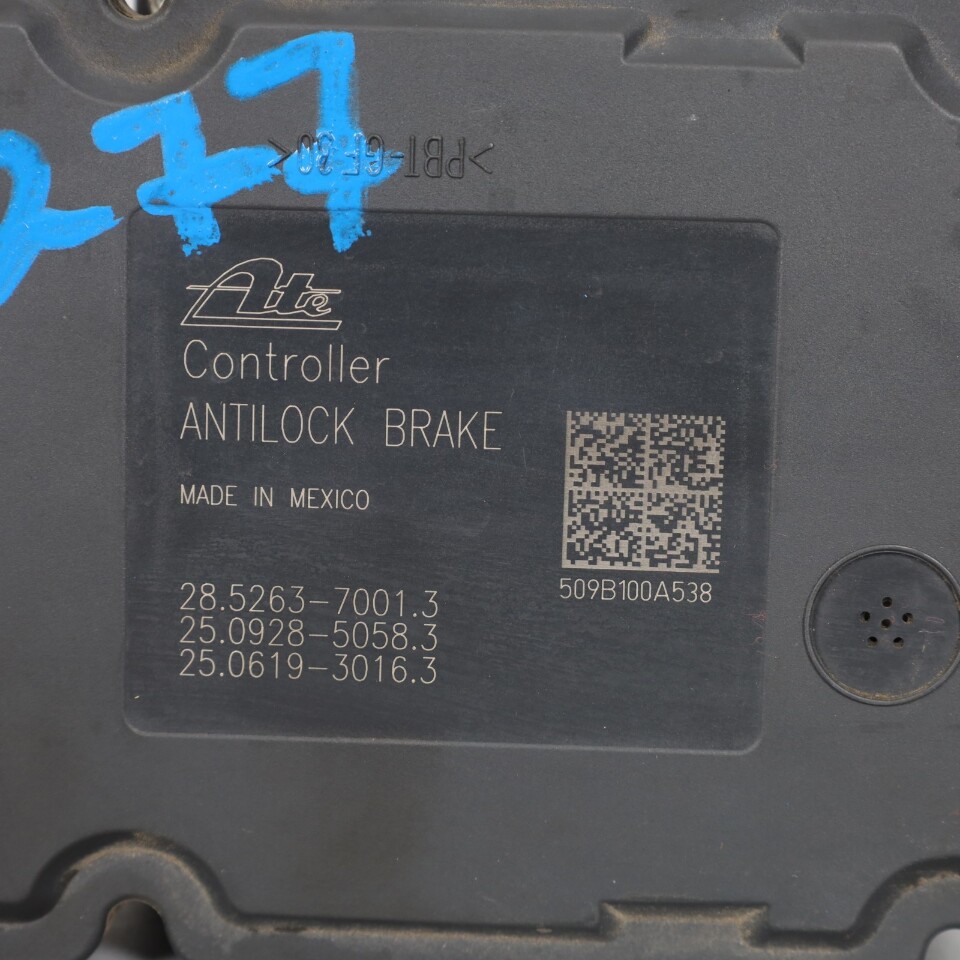 277
>PBT-GF30<
Ate
Controller
ANTILOCK BRAKE
MADE IN MEXICO
509B100A538
28.5263-7001.3
25.0928-5058.3
25.0619-3016.3